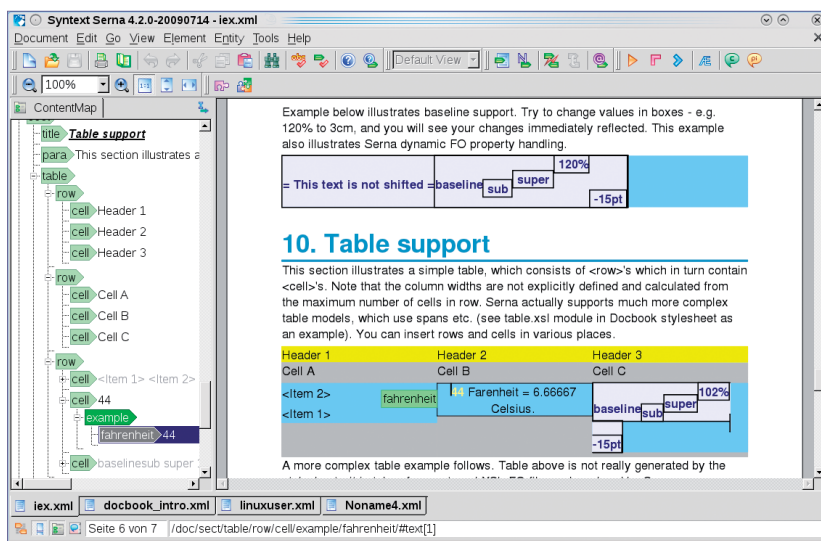 Syntext Serna 4.2.0-20090714 - iex.xml
Document Edit Go View Element Entity Tools Help
Default View
100%
ContentMap
title Table support
para This section illustrates a
table
row
cell Header 1
cell Header 2
cell Header 3
row
cell Cell A
cell Cell B
cell Cell C
row
cell <Item 1> <Item 2>
cell 44
example
fahrenheit 44
cell baselinesub super
Example below illustrates baseline support. Try to change values in boxes - e.g.
120% to 3cm, and you will see your changes immediately reflected. This example
also illustrates Serna dynamic FO property handling.
= This text is not shifted = baseline sub super 120% -15pt
10. Table support
This section illustrates a simple table, which consists of <row>'s which in turn contain
<cell>'s. Note that the column widths are not explicitly defined and calculated from
the maximum number of cells in row. Serna actually supports much more complex
table models, which use spans etc. (see table.xsl module in Docbook stylesheet as
an example). You can insert rows and cells in various places.
Header 1 Header 2 Header 3
Cell A Cell B Cell C
<Item 2> fahrenheit 44 Farenheit = 6.66667 102%
<Item 1> Celsius. baseline sub super
-15pt
A more complex table example follows. Table above is not really generated by the
iex.xml docbook_intro.xml linuxuser.xml Noname4.xml
Seite 6 von 7 /doc/sect/table/row/cell/example/fahrenheit/#text[1]